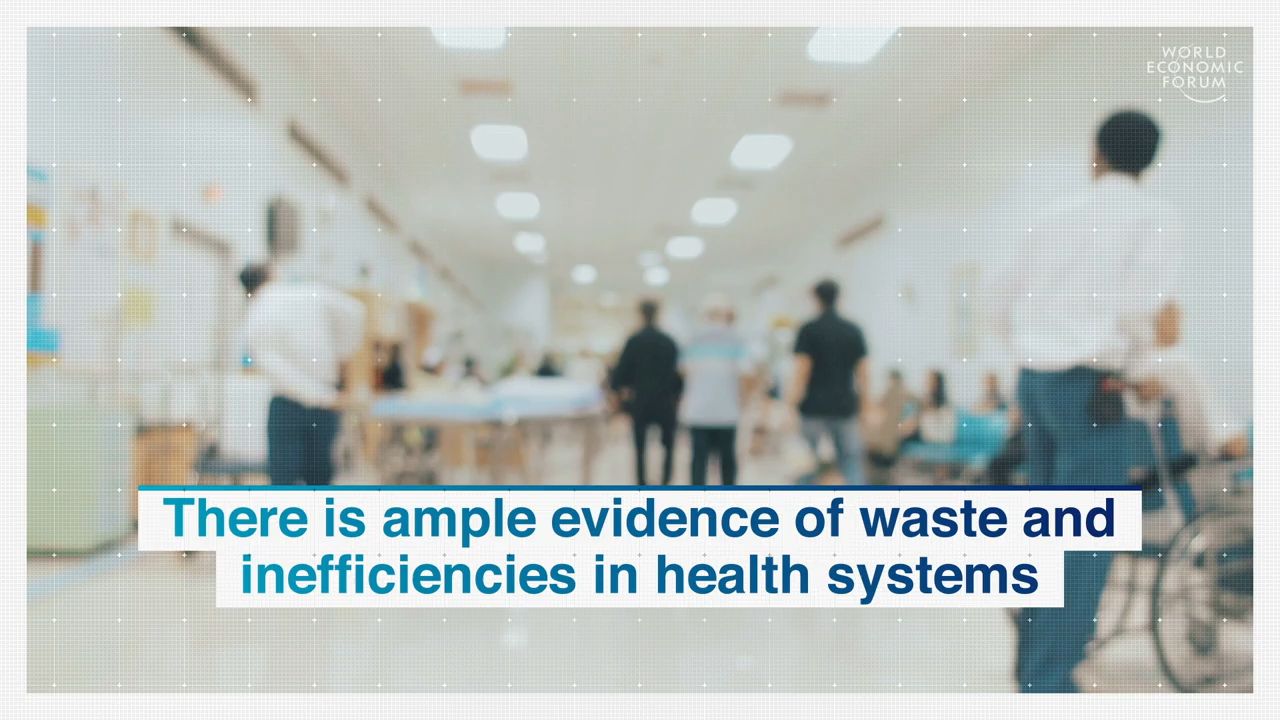 WORLD
ECONOMIC
FORUM
There is ample evidence of waste and
inefficiencies in health systems